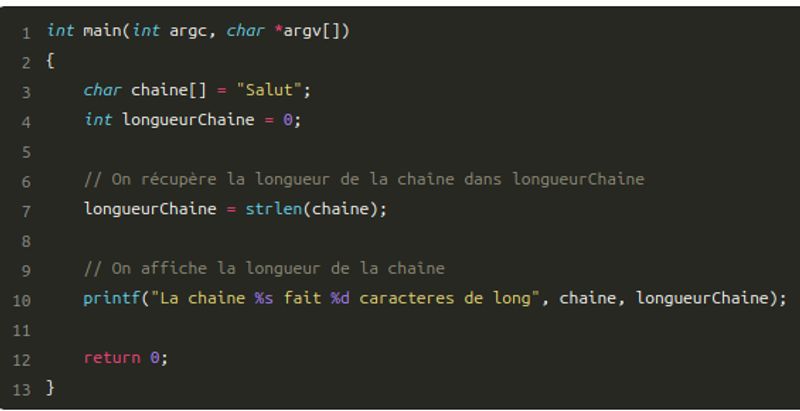 1 int main(int argc, char *argv[])
2 {
3     char chaine[] = "Salut";
4     int longueurChaine = 0;
5
6     // On récupère la longueur de la chaine dans longueurChaine
7     longueurChaine = strlen(chaine);
8
9     // On affiche la longueur de la chaîne
10     printf("La chaine %s fait %d caracteres de long", chaine, longueurChaine);
11
12     return 0;
13 }